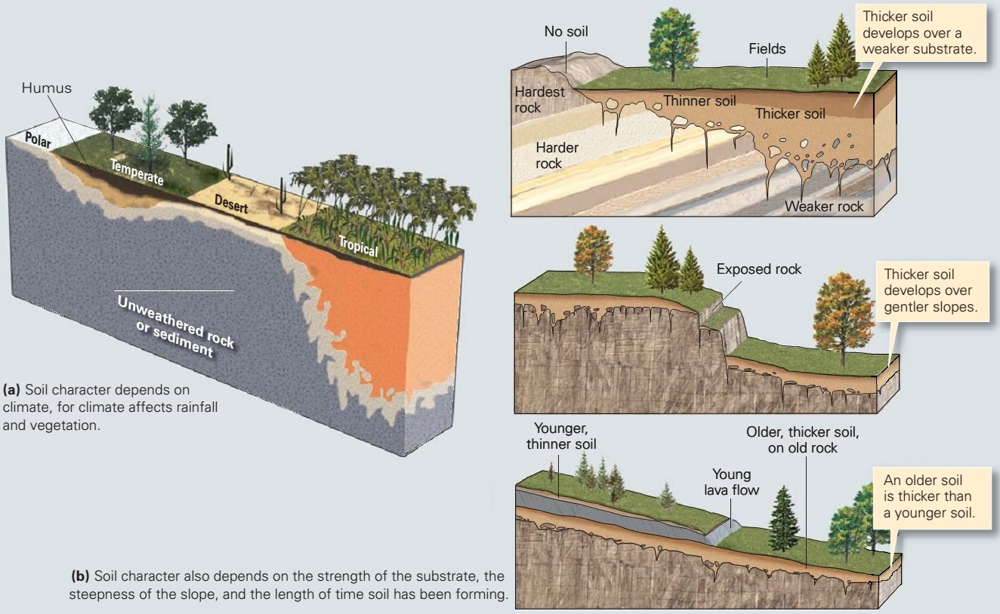 Humus
Polar
Temperate
Desert
Tropical
Unweathered rock
or sediment
(a) Soil character depends on
climate, for climate affects rainfall
and vegetation.
No soil
Fields
Thicker soil
develops over a
weaker substrate.
Hardest
rock
Thinner soil
Thicker soil
Harder
rock
Weaker rock
Exposed rock
Thicker soil
develops over
gentler slopes.
Younger,
thinner soil
Older, thicker soil,
on old rock
Young
lava flow
An older soil
is thicker than
a younger soil.
(b) Soil character also depends on the strength of the substrate, the
steepness of the slope, and the length of time soil has been forming.